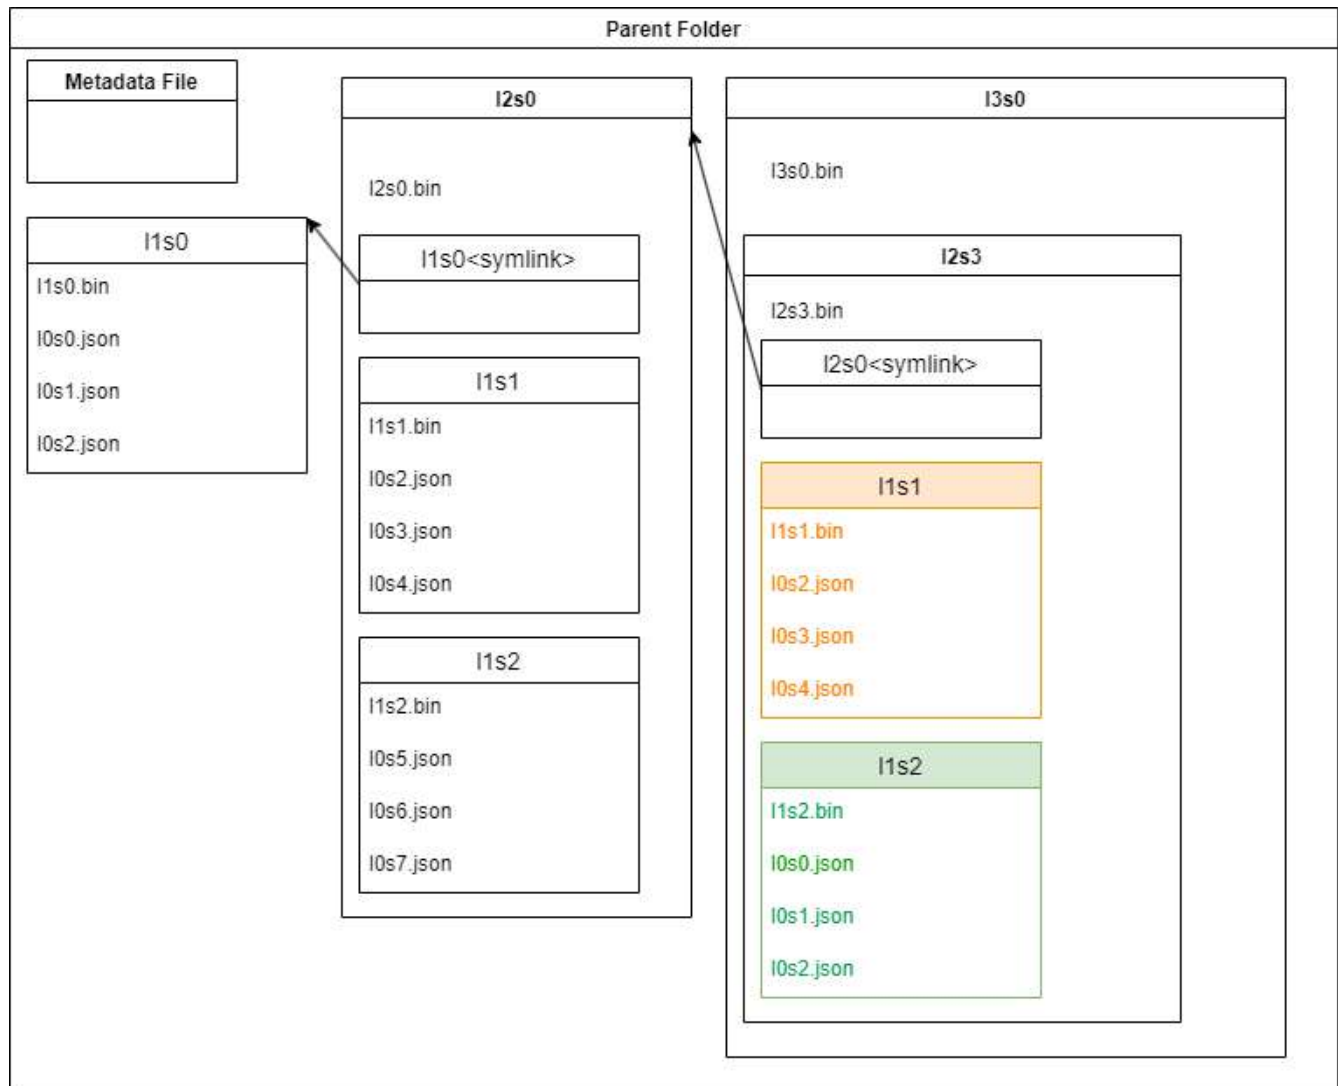 Parent Folder
Metadata File
l1s0
l1s0.bin
l0s0.json
l0s1.json
l0s2.json
l2s0
l2s0.bin
l1s0<symlink>
l1s1
l1s1.bin
l0s2.json
l0s3.json
l0s4.json
l1s2
l1s2.bin
l0s5.json
l0s6.json
l0s7.json
l3s0
l3s0.bin
l2s3
l2s3.bin
l2s0<symlink>
l1s1
l1s1.bin
l0s2.json
l0s3.json
l0s4.json
l1s2
l1s2.bin
l0s0.json
l0s1.json
l0s2.json